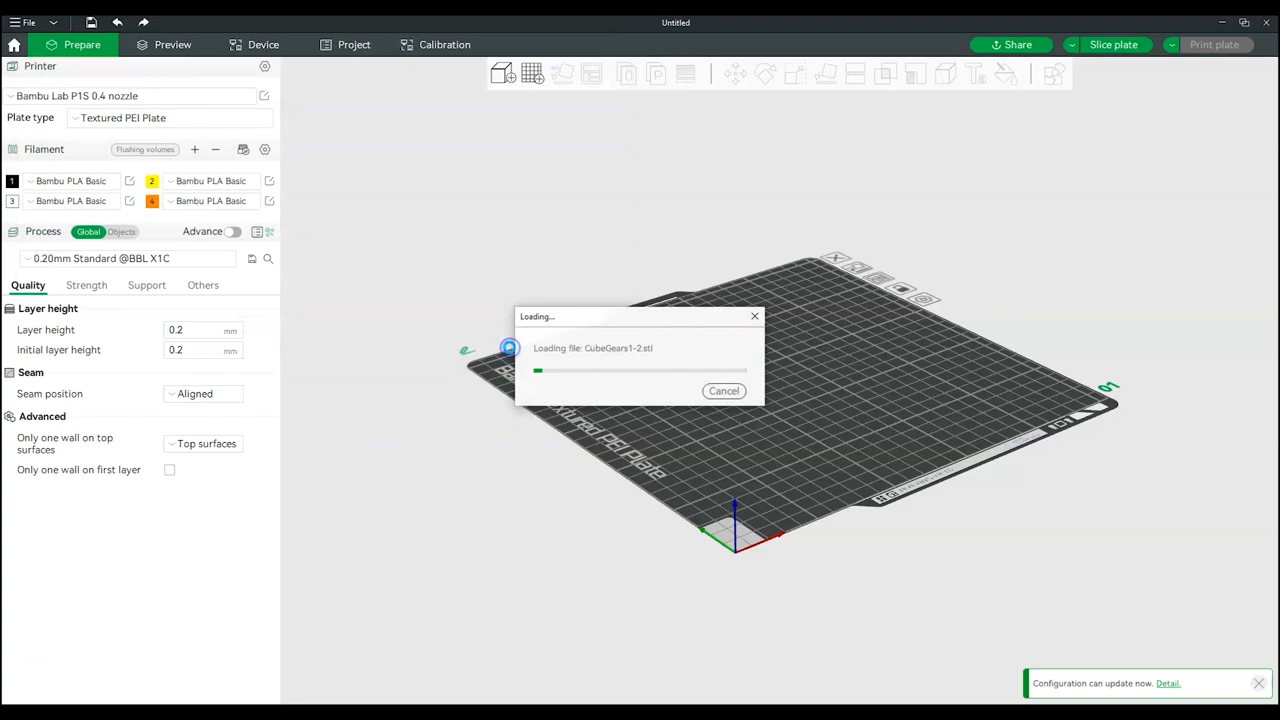 File
Untitled
Prepare
Preview
Device
Project
Calibration
Share
Slice plate
Print plate
Printer
Bambu Lab P1S 0.4 nozzle
Plate type
Textured PEI Plate
Filament
Flushing volumes
1 Bambu PLA Basic
2 Bambu PLA Basic
3 Bambu PLA Basic
4 Bambu PLA Basic
Process
Global
Objects
Advance
0.20mm Standard @BBL X1C
Quality
Strength
Support
Others
Layer height
Layer height 0.2 mm
Initial layer height 0.2 mm
Seam
Seam position Aligned
Advanced
Only one wall on top
surfaces
Top surfaces
Only one wall on first layer
Loading...
Loading file: CubeGears1-2.stl
Cancel
01
Textured PEI Plate
Configuration can update now. Detail.